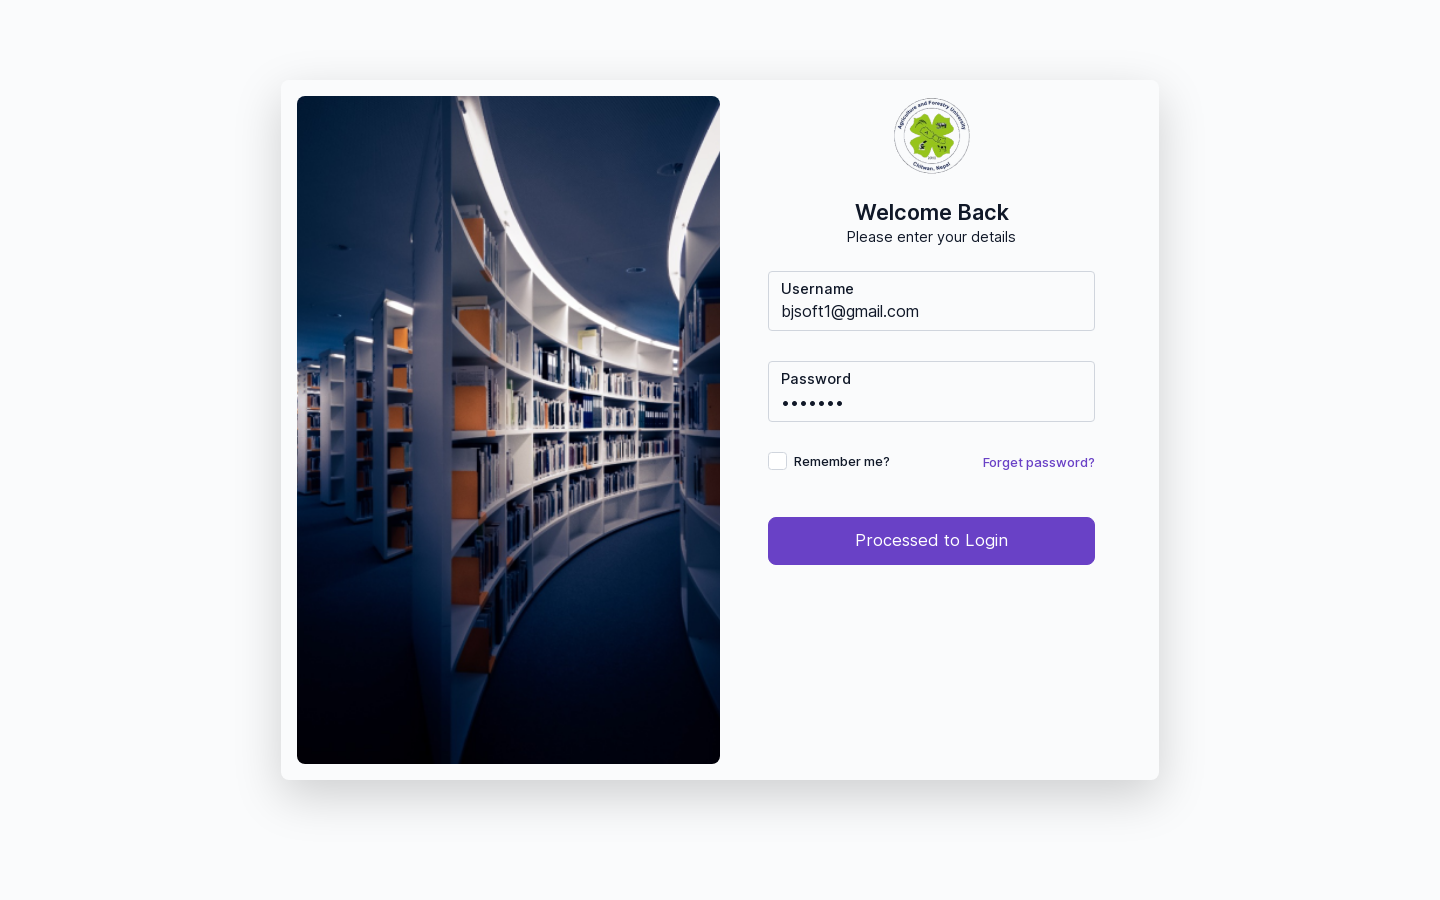 Agriculture and Forestry University
Chitwan, Nepal
Welcome Back
Please enter your details
Username
bjsoft1@gmail.com
Password
•••••••
Remember me?
Forget password?
Processed to Login